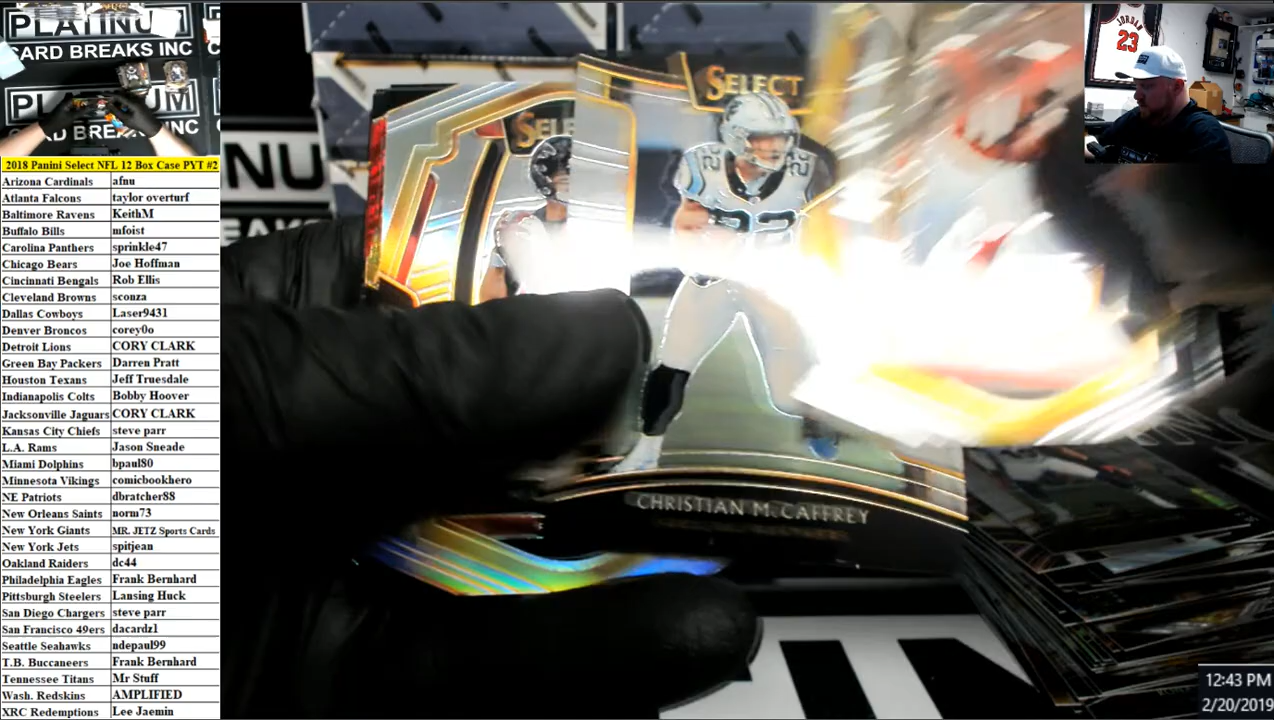 PLATINUM
CARD BREAKS INC
PLATINUM
CARD BREAKS INC
2018 Panini Select NFL 12 Box Case PYT #2
Arizona Cardinals afnu
Atlanta Falcons taylor overturf
Baltimore Ravens KeithM
Buffalo Bills mfoist
Carolina Panthers sprinkle47
Chicago Bears Joe Hoffman
Cincinnati Bengals Rob Ellis
Cleveland Browns sconza
Dallas Cowboys Laser9431
Denver Broncos corey0o
Detroit Lions CORY CLARK
Green Bay Packers Darren Pratt
Houston Texans Jeff Truesdale
Indianapolis Colts Bobby Hoover
Jacksonville Jaguars CORY CLARK
Kansas City Chiefs steve parr
L.A. Rams Jason Sneade
Miami Dolphins bpaul80
Minnesota Vikings comicbookhero
NE Patriots dbratcher88
New Orleans Saints norm73
New York Giants MR. JETZ Sports Cards
New York Jets spitjean
Oakland Raiders dc44
Philadelphia Eagles Frank Bernhard
Pittsburgh Steelers Lansing Huck
San Diego Chargers steve parr
San Francisco 49ers dacardz1
Seattle Seahawks ndepaul99
T.B. Buccaneers Frank Bernhard
Tennessee Titans Mr Stuff
Wash. Redskins AMPLIFIED
XRC Redemptions Lee Jaemin
NU
SELE
SELECT
22
22
CHRISTIAN McCAFFREY
JORDAN
23
12:43 PM
2/20/2019